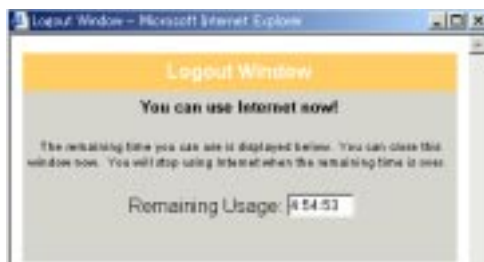 Logout Window - Microsoft Internet Explorer
Logout Window
You can use Internet now!
The remaining time you can use is displayed below. You can close this
window now. You will stop using Internet when the remaining time is over.
Remaining Usage: 4:54:53